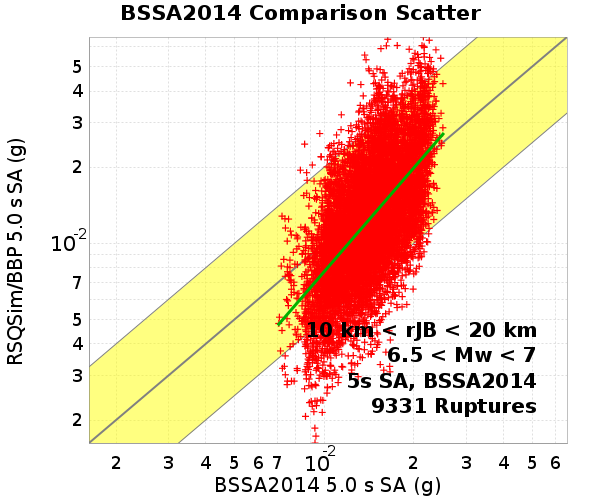 BSSA2014 Comparison Scatter
RSQSim/BBP 5.0 s SA (g)
5
4
3
2
10-2
7
5
4
3
2
10 km < rJB < 20 km
6.5 < Mw < 7
5s SA, BSSA2014
9331 Ruptures
2 3 4 5 6 7 10-2 2 3 4 5 6
BSSA2014 5.0 s SA (g)